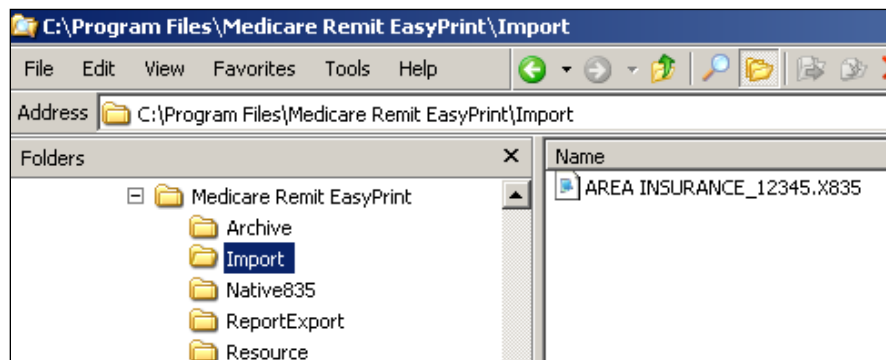 C:\Program Files\Medicare Remit EasyPrint\Import
File Edit View Favorites Tools Help
Address C:\Program Files\Medicare Remit EasyPrint\Import
Folders
Name
Medicare Remit EasyPrint
AREA INSURANCE_12345.X835
Archive
Import
Native835
ReportExport
Resource